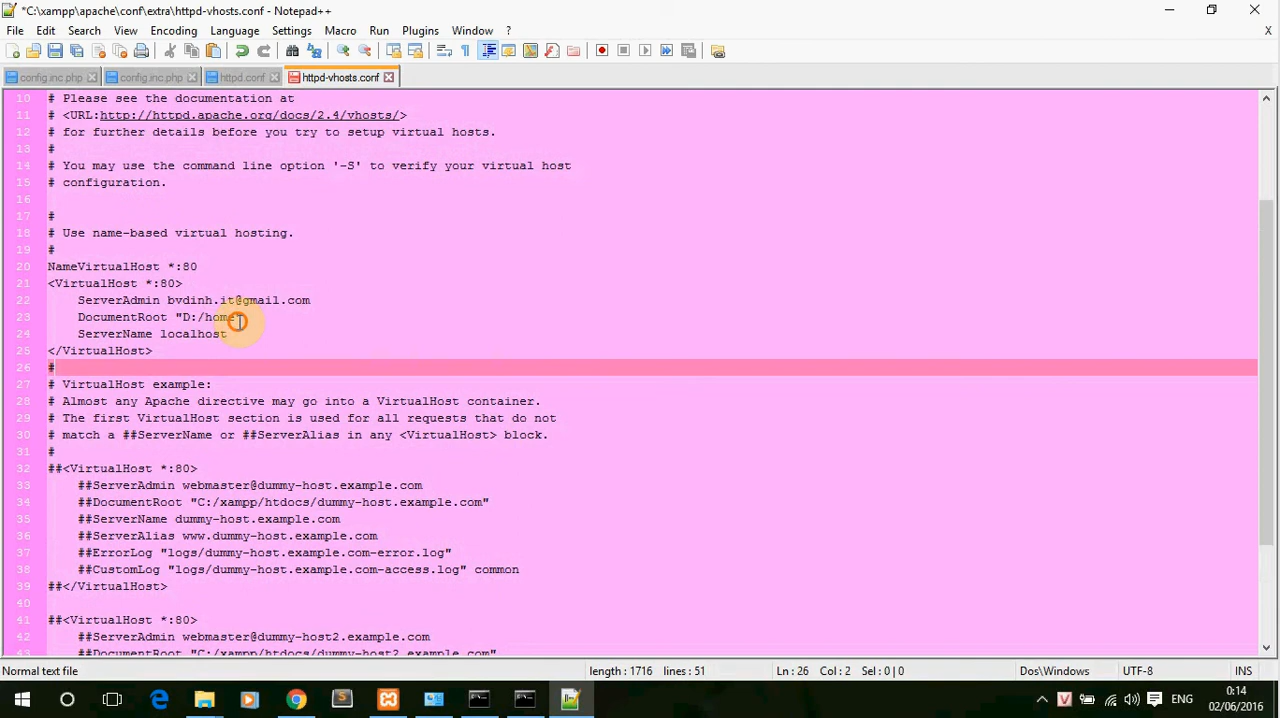 *C:\xampp\apache\conf\extra\httpd-vhosts.conf - Notepad++
File Edit Search View Encoding Language Settings Macro Run Plugins Window ? X
config.inc.php config.inc.php httpd.conf httpd-vhosts.conf
10 # Please see the documentation at
11 # <URL:http://httpd.apache.org/docs/2.4/vhosts/>
12 # for further details before you try to setup virtual hosts.
13 #
14 # You may use the command line option '-S' to verify your virtual host
15 # configuration.
16
17 #
18 # Use name-based virtual hosting.
19 #
20 NameVirtualHost *:80
21 <VirtualHost *:80>
22 ServerAdmin bvdinh.it@gmail.com
23 DocumentRoot "D:/home"
24 ServerName localhost
25 </VirtualHost>
26 #
27 # VirtualHost example:
28 # Almost any Apache directive may go into a VirtualHost container.
29 # The first VirtualHost section is used for all requests that do not
30 # match a ##ServerName or ##ServerAlias in any <VirtualHost> block.
31 #
32 ##<VirtualHost *:80>
33 ##ServerAdmin webmaster@dummy-host.example.com
34 ##DocumentRoot "C:/xampp/htdocs/dummy-host.example.com"
35 ##ServerName dummy-host.example.com
36 ##ServerAlias www.dummy-host.example.com
37 ##ErrorLog "logs/dummy-host.example.com-error.log"
38 ##CustomLog "logs/dummy-host.example.com-access.log" common
39 ##</VirtualHost>
40
41 ##<VirtualHost *:80>
42 ##ServerAdmin webmaster@dummy-host2.example.com
43 ##DocumentRoot "C:/xampp/htdocs/dummy-host2.example.com"
Normal text file length : 1716 lines : 51 Ln : 26 Col : 2 Sel : 0 | 0 Dos\Windows UTF-8 INS
ENG
:14
02/06/2016